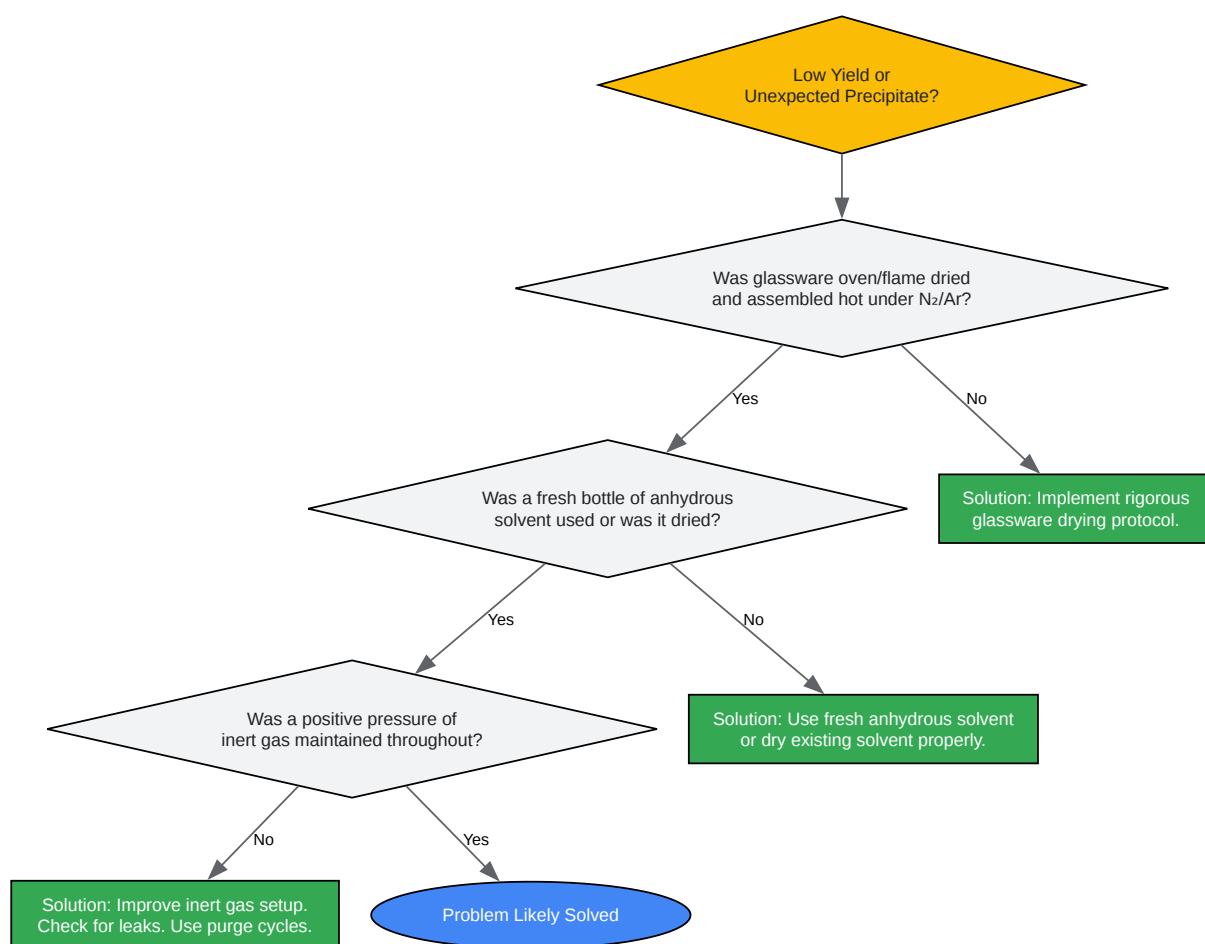 Low Yield or
Unexpected Precipitate?
Was glassware oven/flame dried
and assembled hot under N₂/Ar?
Yes
No
Was a fresh bottle of anhydrous
solvent used or was it dried?
Solution: Implement rigorous
glassware drying protocol.
Yes
No
Was a positive pressure of
inert gas maintained throughout?
Solution: Use fresh anhydrous solvent
or dry existing solvent properly.
No
Yes
Solution: Improve inert gas setup.
Check for leaks. Use purge cycles.
Problem Likely Solved